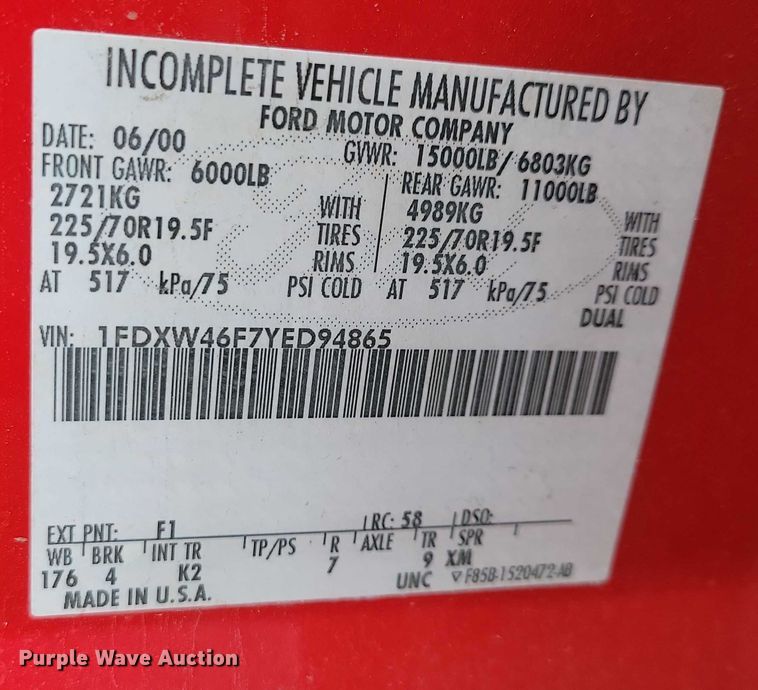 INCOMPLETE VEHICLE MANUFACTURED BY
FORD MOTOR COMPANY
DATE: 06/00 GVWR: 15000LB/ 6803KG
FRONT GAWR: 6000LB REAR GAWR: 11000LB
2721KG WITH 4989KG WITH
225/70R19.5F TIRES 225/70R19.5F TIRES
19.5X6.0 RIMS 19.5X6.0 RIMS
AT 517 kPa/75 PSI COLD AT 517 kPa/75 PSI COLD
DUAL
VIN: 1FDXW46F7YED94865
EXT PNT: F1 RC: 58 DSO:
WB BRK INT TR TP/PS R AXLE TR SPR
176 4 K2 7 9 XM
MADE IN U.S.A. UNC F85B-1520472-AB
Purple Wave Auction